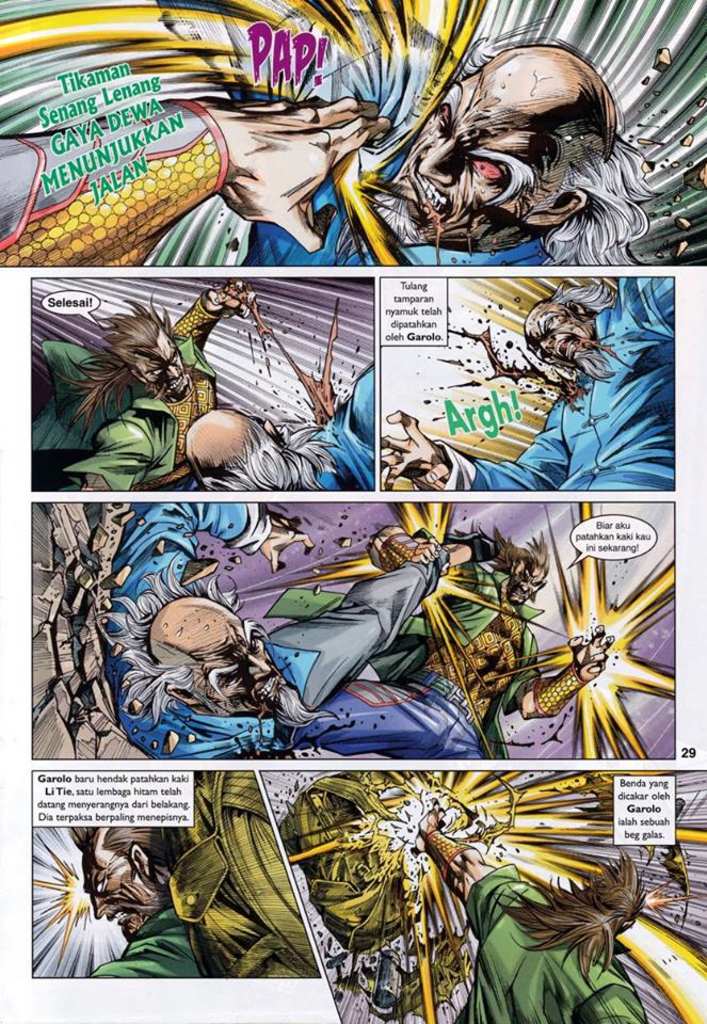 PAP!
Tikaman
Senang Lenang
GAYA DEWA
MENUNJUKKAN
JALAN
Selesai!
Tulang
tamparan
nyamuk telah
dipatahkan
oleh Garolo.
Argh!
Biar aku
patahkan kaki kau
ini sekarang!
29
Garolo baru hendak patahkan kaki
Li Tie, satu lembaga hitam telah
datang menyerangnya dari belakang.
Dia terpaksa berpaling menepisnya.
Benda yang
dicakar oleh
Garolo
ialah sebuah
beg galas.